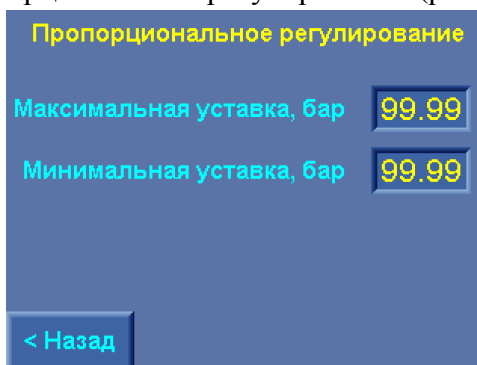 Пропорциональное регулирование
Максимальная уставка, бар 99.99
Минимальная уставка, бар 99.99
< Назад